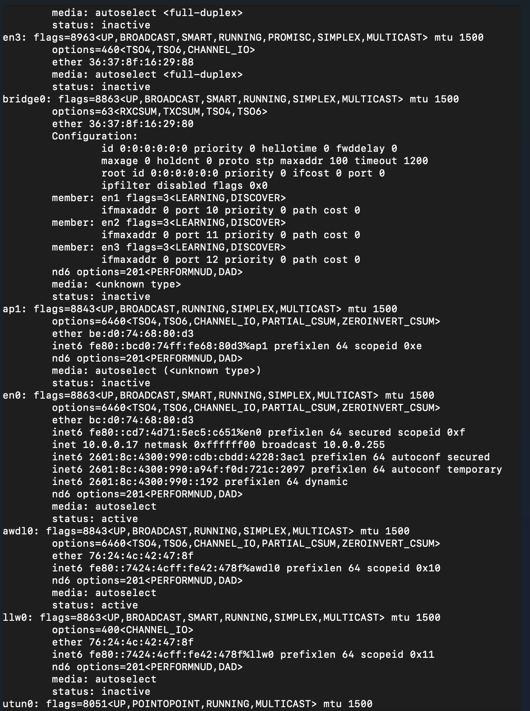 media: autoselect <full-duplex>
status: inactive
en3: flags=8963<UP,BROADCAST,SMART,RUNNING,PROMISC,SIMPLEX,MULTICAST> mtu 1500
options=460<TSO4,TSO6,CHANNEL_IO>
ether 36:37:8f:16:29:88
media: autoselect <full-duplex>
status: inactive
bridge0: flags=8863<UP,BROADCAST,SMART,RUNNING,SIMPLEX,MULTICAST> mtu 1500
options=63<RXCSUM,TXCSUM,TSO4,TSO6>
ether 36:37:8f:16:29:80
Configuration:
id 0:0:0:0:0:0 priority 0 hellotime 0 fwddelay 0
maxage 0 holdcnt 0 proto stp maxaddr 100 timeout 1200
root id 0:0:0:0:0:0 priority 0 ifcost 0 port 0
ipfilter disabled flags 0x0
member: en1 flags=3<LEARNING,DISCOVER>
ifmaxaddr 0 port 10 priority 0 path cost 0
member: en2 flags=3<LEARNING,DISCOVER>
ifmaxaddr 0 port 11 priority 0 path cost 0
member: en3 flags=3<LEARNING,DISCOVER>
ifmaxaddr 0 port 12 priority 0 path cost 0
nd6 options=201<PERFORMNUD,DAD>
media: <unknown type>
status: inactive
ap1: flags=8843<UP,BROADCAST,RUNNING,SIMPLEX,MULTICAST> mtu 1500
options=6460<TSO4,TSO6,CHANNEL_IO,PARTIAL_CSUM,ZEROINVERT_CSUM>
ether be:d0:74:68:80:d3
inet6 fe80::bcd0:74ff:fe68:80d3%ap1 prefixlen 64 scopeid 0xe
nd6 options=201<PERFORMNUD,DAD>
media: autoselect (<unknown type>)
status: inactive
en0: flags=8863<UP,BROADCAST,SMART,RUNNING,SIMPLEX,MULTICAST> mtu 1500
options=6460<TSO4,TSO6,CHANNEL_IO,PARTIAL_CSUM,ZEROINVERT_CSUM>
ether bc:d0:74:68:80:d3
inet6 fe80::cd7:4d71:5ec5:c651%en0 prefixlen 64 secured scopeid 0xf
inet 10.0.0.17 netmask 0xffffff00 broadcast 10.0.0.255
inet6 2601:8c:4300:990:cdb:cbdd:4228:3ac1 prefixlen 64 autoconf secured
inet6 2601:8c:4300:990:a94f:f0d:721c:2097 prefixlen 64 autoconf temporary
inet6 2601:8c:4300:990::192 prefixlen 64 dynamic
nd6 options=201<PERFORMNUD,DAD>
media: autoselect
status: active
awdl0: flags=8843<UP,BROADCAST,RUNNING,SIMPLEX,MULTICAST> mtu 1500
options=6460<TSO4,TSO6,CHANNEL_IO,PARTIAL_CSUM,ZEROINVERT_CSUM>
ether 76:24:4c:42:47:8f
inet6 fe80::7424:4cff:fe42:478f%awdl0 prefixlen 64 scopeid 0x10
nd6 options=201<PERFORMNUD,DAD>
media: autoselect
status: active
llw0: flags=8863<UP,BROADCAST,SMART,RUNNING,SIMPLEX,MULTICAST> mtu 1500
options=400<CHANNEL_IO>
ether 76:24:4c:42:47:8f
inet6 fe80::7424:4cff:fe42:478f%llw0 prefixlen 64 scopeid 0x11
nd6 options=201<PERFORMNUD,DAD>
media: autoselect
status: inactive
utun0: flags=8051<UP,POINTOPOINT,RUNNING,MULTICAST> mtu 1500